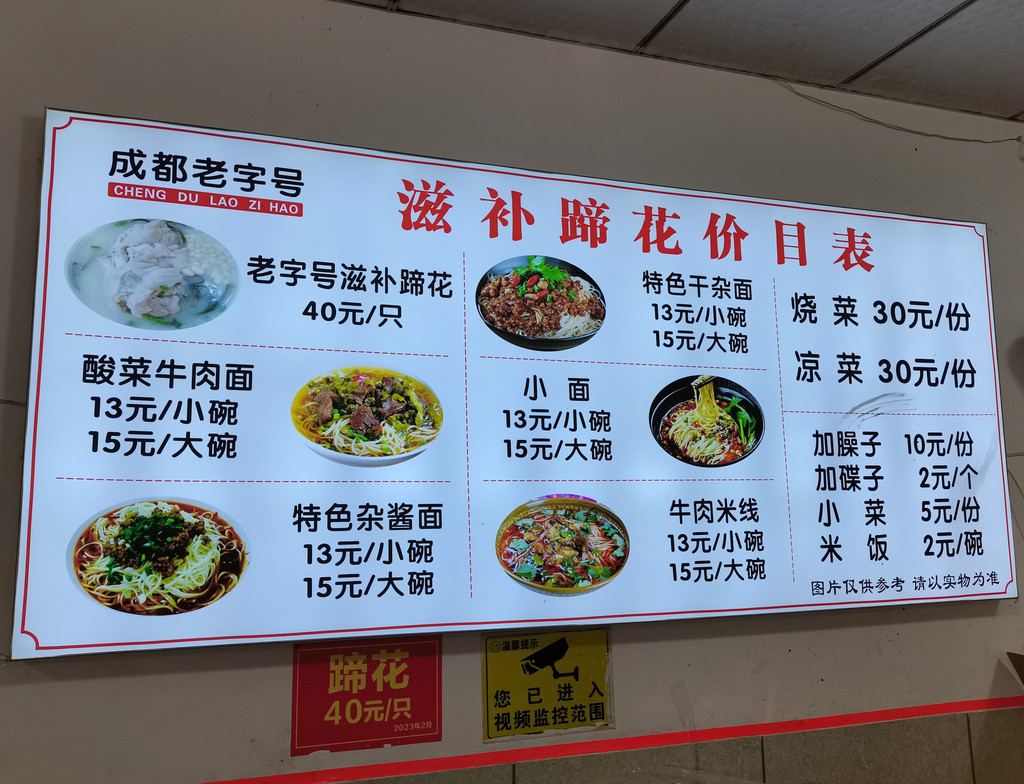 成都老字号
CHENG DU LAO ZI HAO
滋补蹄花价目表
老字号滋补蹄花
40元/只
酸菜牛肉面
13元/小碗
15元/大碗
特色杂酱面
13元/小碗
15元/大碗
特色干杂面
13元/小碗
15元/大碗
小面
13元/小碗
15元/大碗
牛肉米线
13元/小碗
15元/大碗
烧菜 30元/份
凉菜 30元/份
加臊子 10元/份
加碟子 2元/个
小菜 5元/份
米饭 2元/碗
图片仅供参考 请以实物为准
蹄花
40元/只
2023年2月
温馨提示
您已进入
视频监控范围